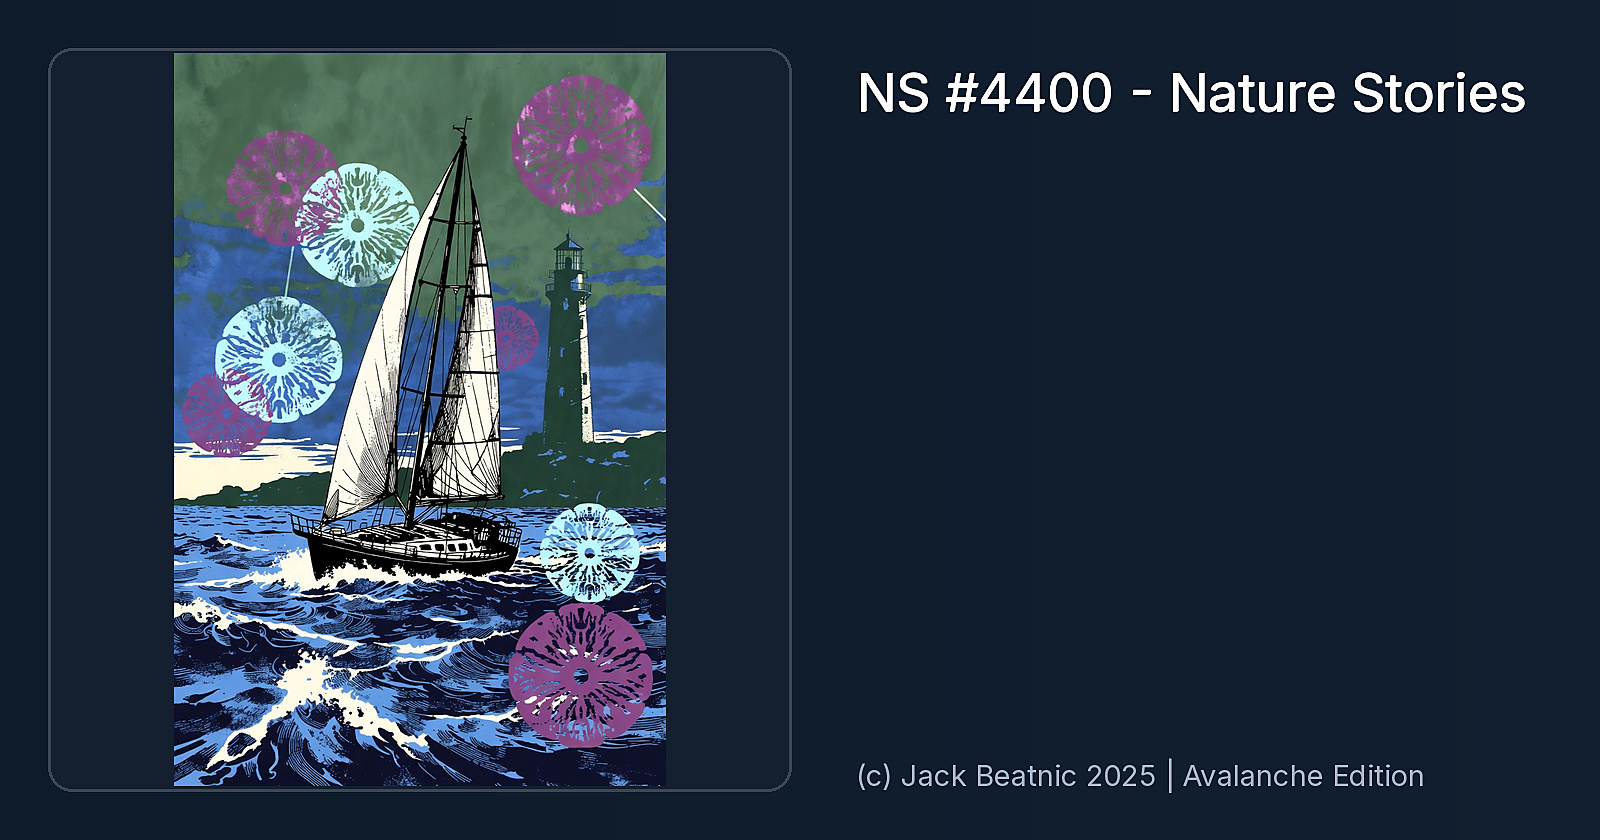 NS #4400 - Nature Stories
(c) Jack Beatnic 2025 | Avalanche Edition